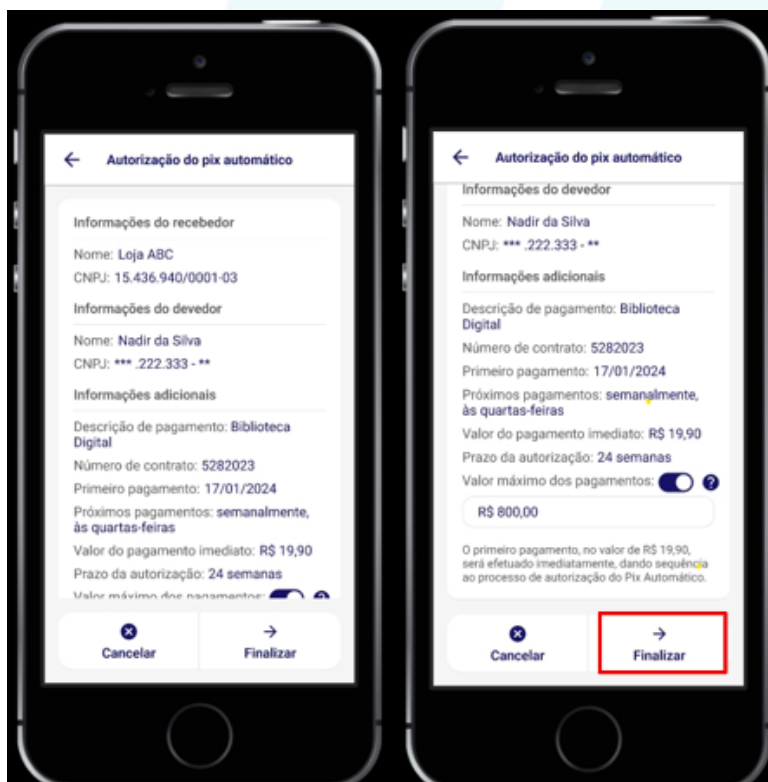 Autorização do pix automático
Informações do recebedor
Nome: Loja ABC
CNPJ: 15.436.940/0001-03
Informações do devedor
Nome: Nadir da Silva
CNPJ: *** .222.333 - **
Informações adicionais
Descrição de pagamento: Biblioteca
Digital
Número de contrato: 5282023
Primeiro pagamento: 17/01/2024
Próximos pagamentos: semanalmente,
às quartas-feiras
Valor do pagamento imediato: R$ 19,90
Prazo da autorização: 24 semanas
Valor máximo dos pagamentos:
Cancelar
Finalizar
Autorização do pix automático
Informações do devedor
Nome: Nadir da Silva
CNPJ: *** .222.333 - **
Informações adicionais
Descrição de pagamento: Biblioteca
Digital
Número de contrato: 5282023
Primeiro pagamento: 17/01/2024
Próximos pagamentos: semanalmente,
às quartas-feiras
Valor do pagamento imediato: R$ 19,90
Prazo da autorização: 24 semanas
Valor máximo dos pagamentos: ?
R$ 800,00
O primeiro pagamento, no valor de R$ 19,90,
será efetuado imediatamente, dando sequência
ao processo de autorização do Pix Automático.
Cancelar
Finalizar